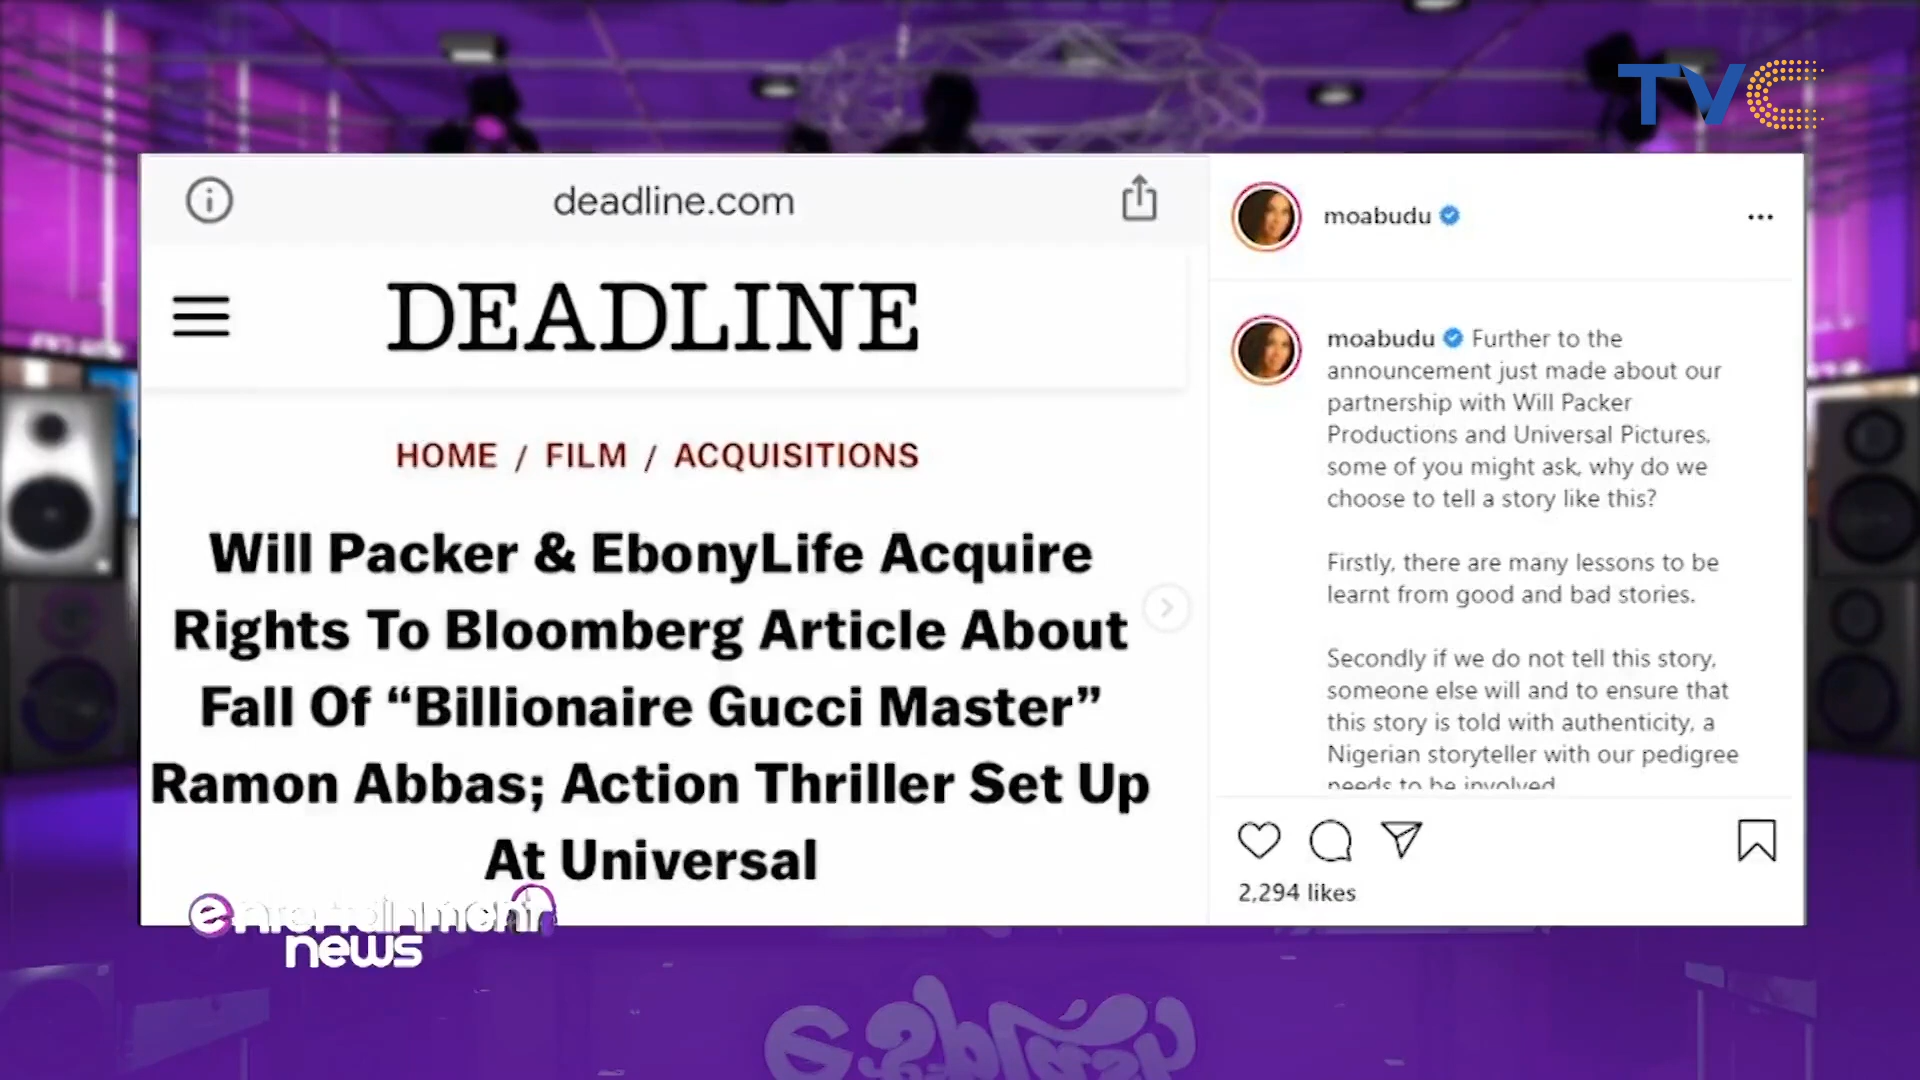 TVC
deadline.com
DEADLINE
HOME / FILM / ACQUISITIONS
Will Packer & EbonyLife Acquire
Rights To Bloomberg Article About
Fall Of “Billionaire Gucci Master”
Ramon Abbas; Action Thriller Set Up
At Universal
moabudu
moabudu Further to the
announcement just made about our
partnership with Will Packer
Productions and Universal Pictures,
some of you might ask, why do we
choose to tell a story like this?
Firstly, there are many lessons to be
learnt from good and bad stories.
Secondly if we do not tell this story,
someone else will and to ensure that
this story is told with authenticity, a
Nigerian storyteller with our pedigree
needs to be involved
2,294 likes
entertainment
news